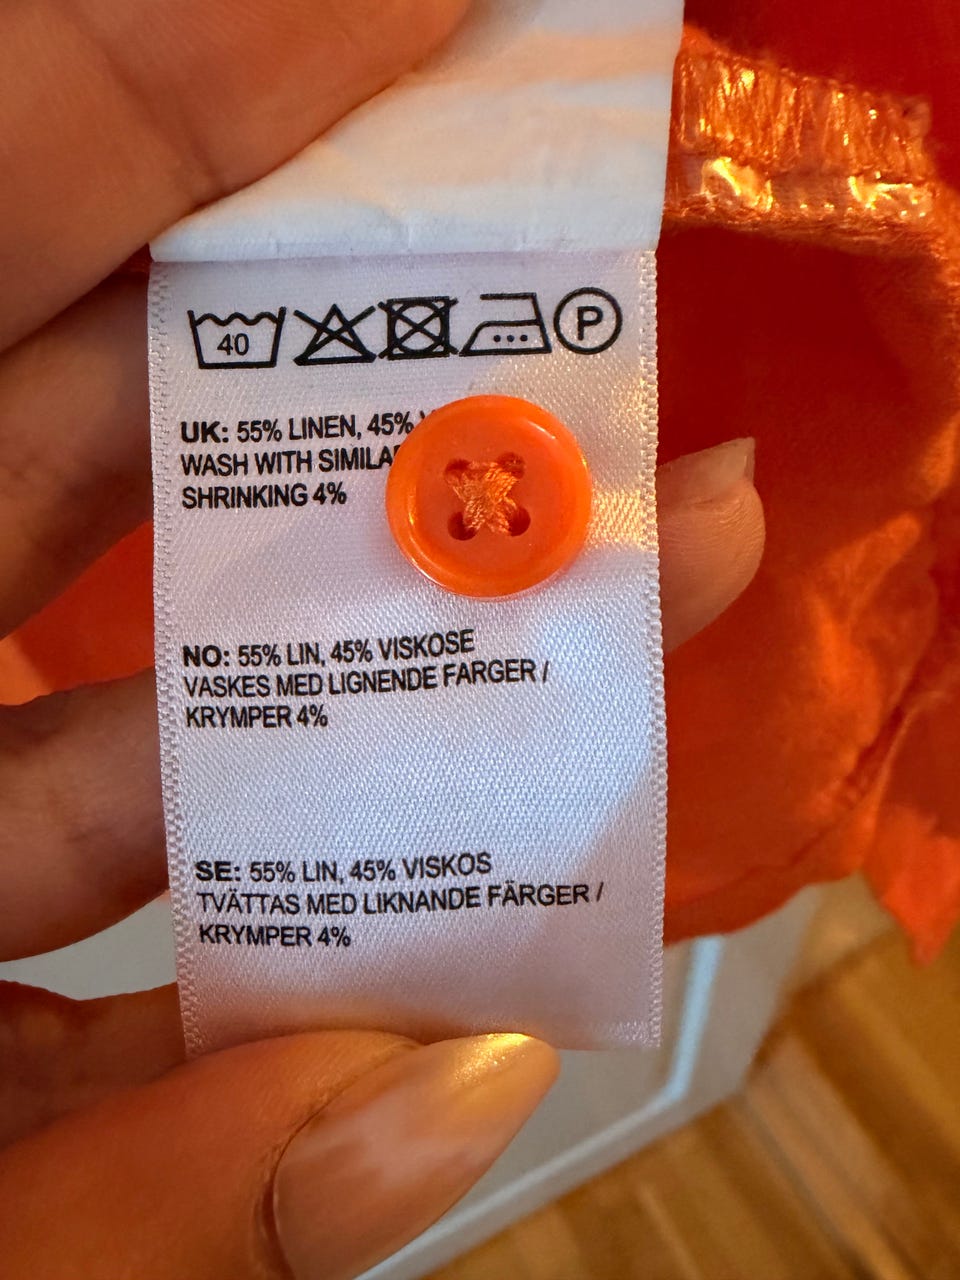 40
P
UK: 55% LINEN, 45%
WASH WITH
SHRINKING 4%
NO: 55% LIN, 45% VISKOSE
VASKES MED LIGNENDE FARGER /
KRYMPER 4%
SE: 55% LIN, 45% VISKOS
TVÄTTAS MED LIKNANDE FÄRGER /
KRYMPER 4%